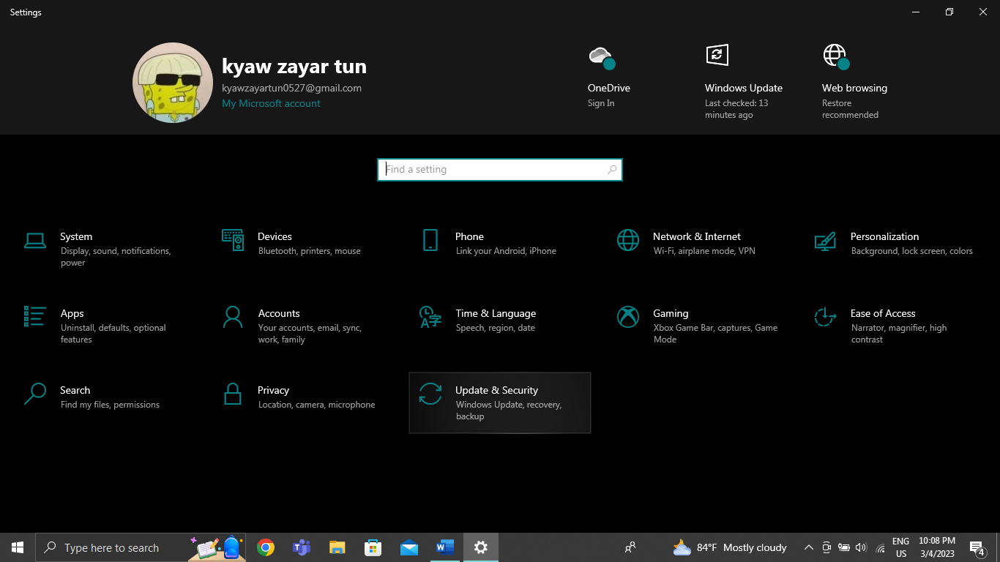 Settings
kyaw zayar tun
kyawzayartun0527@gmail.com
My Microsoft account
OneDrive
Sign In
Windows Update
Last checked: 13
minutes ago
Web browsing
Restore
recommended
Find a setting
System
Display, sound, notifications,
power
Devices
Bluetooth, printers, mouse
Phone
Link your Android, iPhone
Network & Internet
Wi-Fi, airplane mode, VPN
Personalization
Background, lock screen, colors
Apps
Uninstall, defaults, optional
features
Accounts
Your accounts, email, sync,
work, family
Time & Language
Speech, region, date
Gaming
Xbox Game Bar, captures, Game
Mode
Ease of Access
Narrator, magnifier, high
contrast
Search
Find my files, permissions
Privacy
Location, camera, microphone
Update & Security
Windows Update, recovery,
backup
Type here to search
84°F Mostly cloudy
ENG
US
10:08 PM
3/4/2023
4